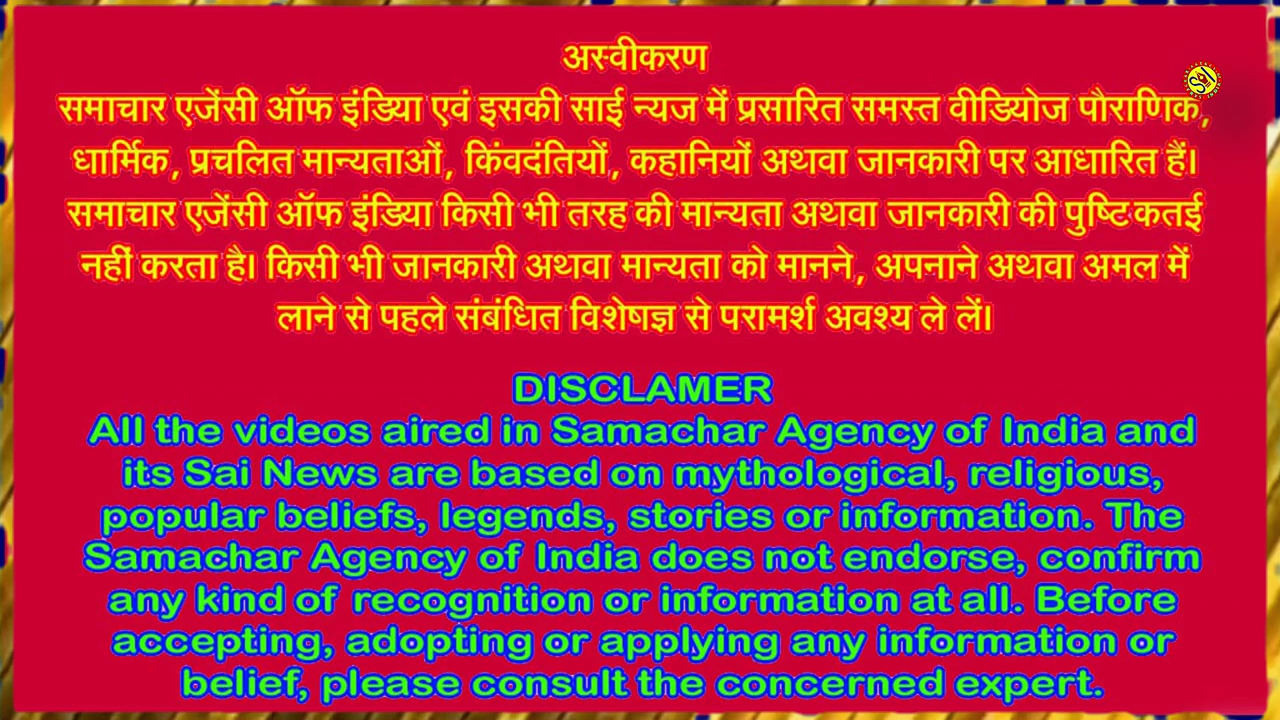 अस्वीकरण
समाचार एजेंसी ऑफ इंडिया एवं इसकी साई न्यज में प्रसारित समस्त वीडियोज पौराणिक,
धार्मिक, प्रचलित मान्यताओं, किंवदंतियों, कहानियों अथवा जानकारी पर आधारित हैं।
समाचार एजेंसी ऑफ इंडिया किसी भी तरह की मान्यता अथवा जानकारी की पुष्टि कतई
नहीं करता है। किसी भी जानकारी अथवा मान्यता को मानने, अपनाने अथवा अमल में
लाने से पहले संबंधित विशेषज्ञ से परामर्श अवश्य ले लें।
DISCLAMER
All the videos aired in Samachar Agency of India and
its Sai News are based on mythological, religious,
popular beliefs, legends, stories or information. The
Samachar Agency of India does not endorse, confirm
any kind of recognition or information at all. Before
accepting, adopting or applying any information or
belief, please consult the concerned expert.